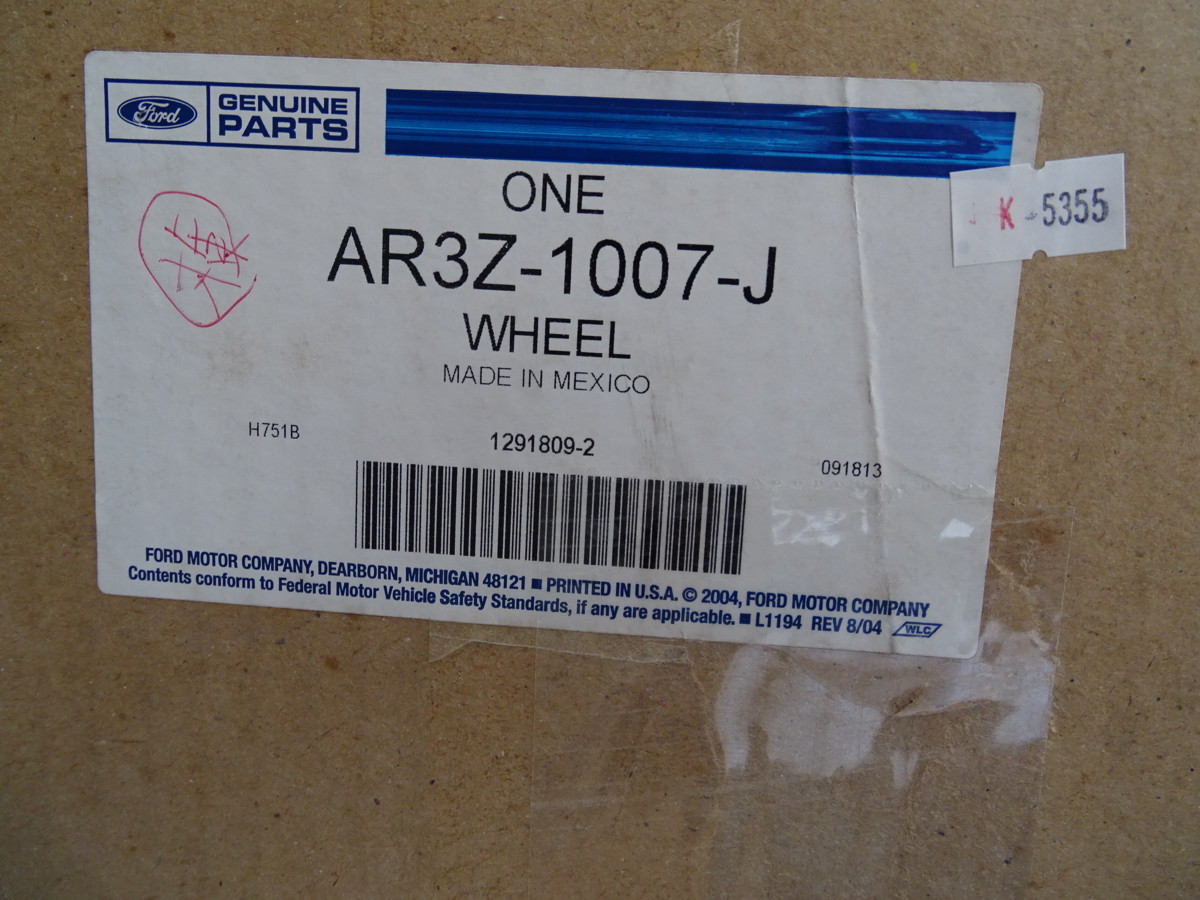 Ford
GENUINE
PARTS
ONE
AR3Z-1007-J
WHEEL
MADE IN MEXICO
K 5355
H751B
1291809-2
091813
FORD MOTOR COMPANY, DEARBORN, MICHIGAN 48121 ■ PRINTED IN U.S.A. © 2004, FORD MOTOR COMPANY
Contents conform to Federal Motor Vehicle Safety Standards, if any are applicable. ■ L1194 REV 8/04 WLC